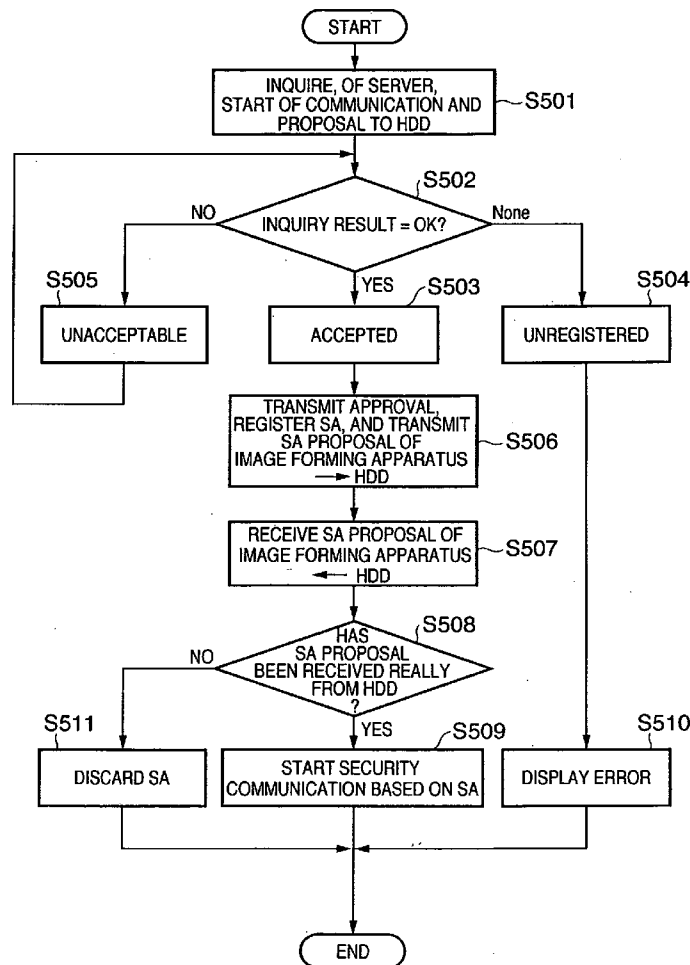 START
INQUIRE, OF SERVER,
START OF COMMUNICATION AND
PROPOSAL TO HDD
S501
S502
INQUIRY RESULT = OK?
NO
None
YES
S505
UNACCEPTABLE
S503
ACCEPTED
S504
UNREGISTERED
TRANSMIT APPROVAL,
REGISTER SA, AND TRANSMIT
SA PROPOSAL OF
IMAGE FORMING APPARATUS
→ HDD
S506
RECEIVE SA PROPOSAL OF
IMAGE FORMING APPARATUS
← HDD
S507
S508
HAS
SA PROPOSAL
BEEN RECEIVED REALLY
FROM HDD
?
NO
YES
S511
DISCARD SA
S509
START SECURITY
COMMUNICATION BASED ON SA
S510
DISPLAY ERROR
END